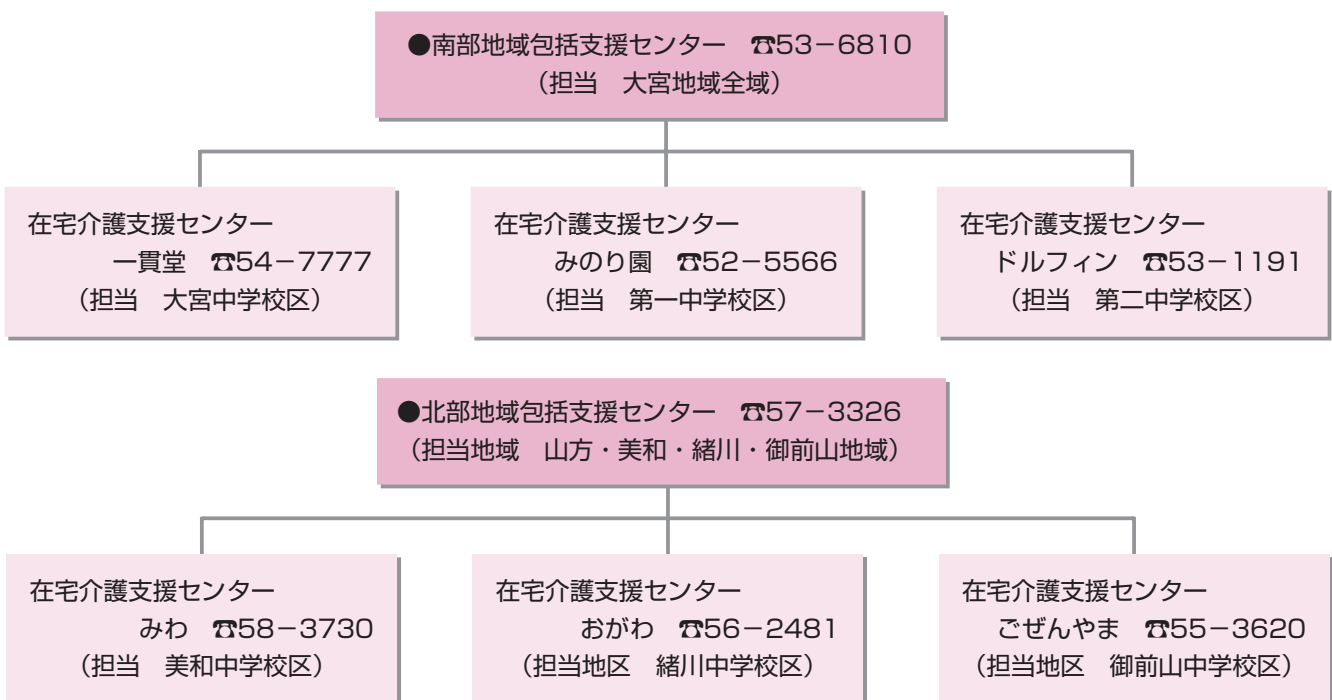 ●南部地域包括支援センター　☎53－6810
（担当　大宮地域全域）
在宅介護支援センター
一貫堂　☎54－7777
（担当　大宮中学校区）
在宅介護支援センター
みのり園　☎52－5566
（担当　第一中学校区）
在宅介護支援センター
ドルフィン　☎53－1191
（担当　第二中学校区）
●北部地域包括支援センター　☎57－3326
（担当地域　山方・美和・緒川・御前山地域）
在宅介護支援センター
みわ　☎58－3730
（担当　美和中学校区）
在宅介護支援センター
おがわ　☎56－2481
（担当地区　緒川中学校区）
在宅介護支援センター
ごぜんやま　☎55－3620
（担当地区　御前山中学校区）